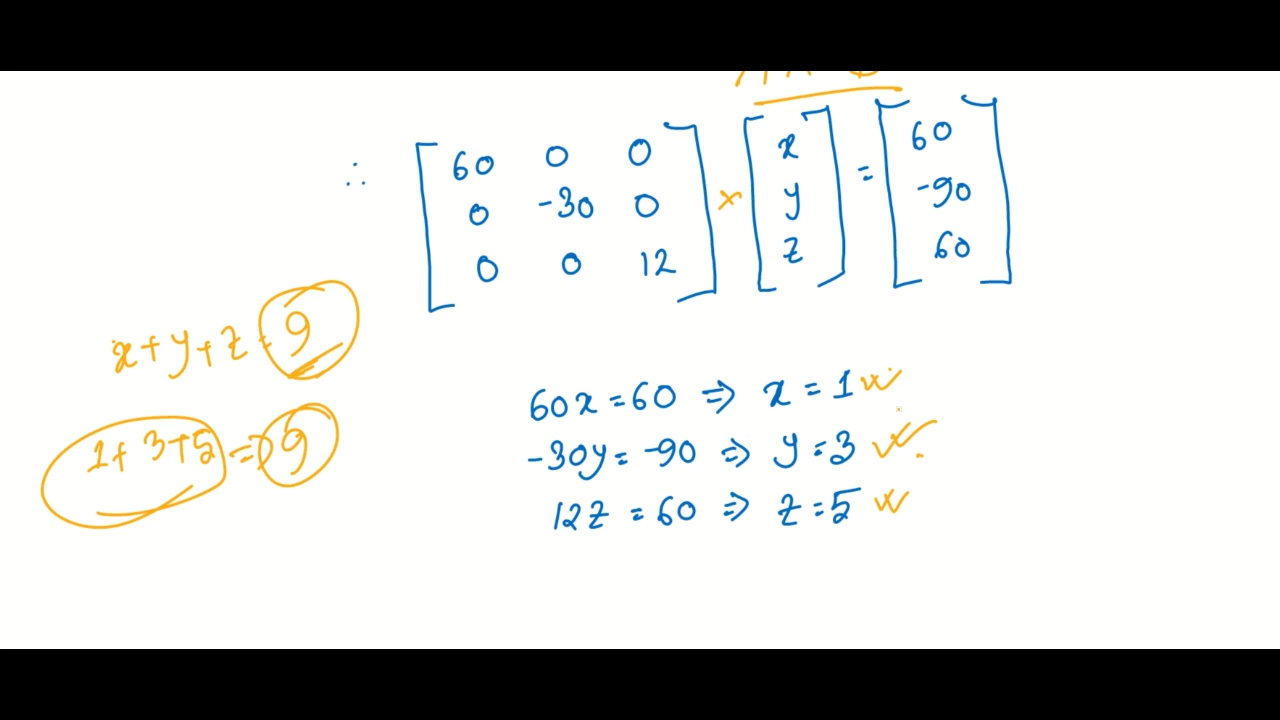 ∴ [60 0 0] × [x] = [60]
[0 -30 0] [y] [-90]
[0 0 12] [z] [60]
x+y+z = 9
1+3+5 => 9
60x = 60 => x = 1
-30y = -90 => y = 3
12z = 60 => z = 5